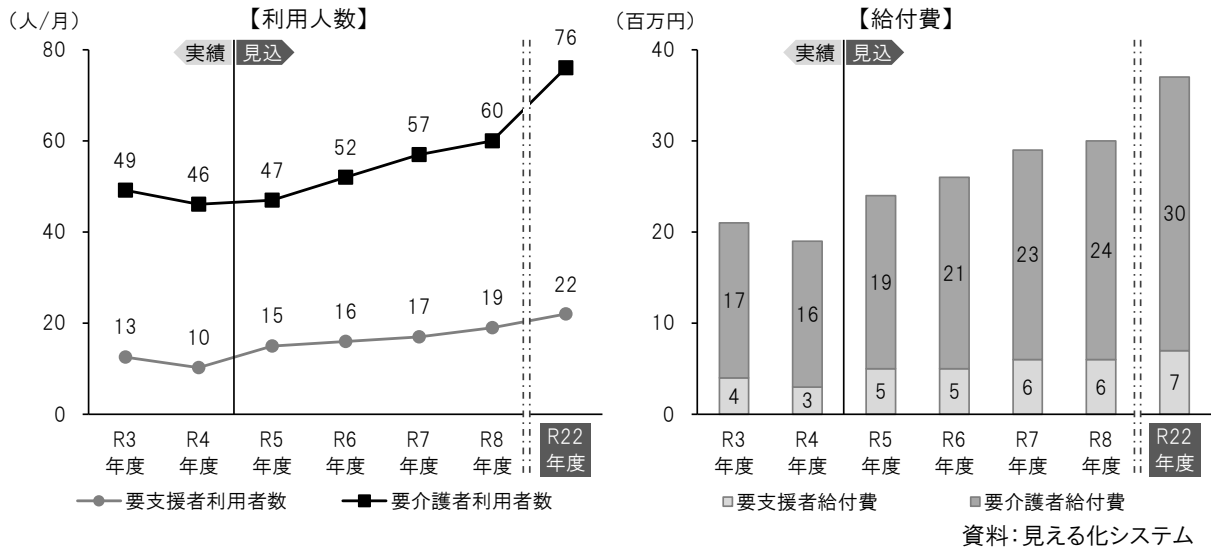 （人/月）
【利用人数】
実績 見込
80
60
40
20
0
49 46 47 52 57 60 76
13 10 15 16 17 19 22
R3 R4 R5 R6 R7 R8 R22
年度 年度 年度 年度 年度 年度 年度
要支援者利用者数 要介護者利用者数
（百万円）
【給付費】
実績 見込
40
30
20
10
0
17 16 19 21 23 24 30
4 3 5 5 6 6 7
R3 R4 R5 R6 R7 R8 R22
年度 年度 年度 年度 年度 年度 年度
要支援者給付費 要介護者給付費
資料：見える化システム